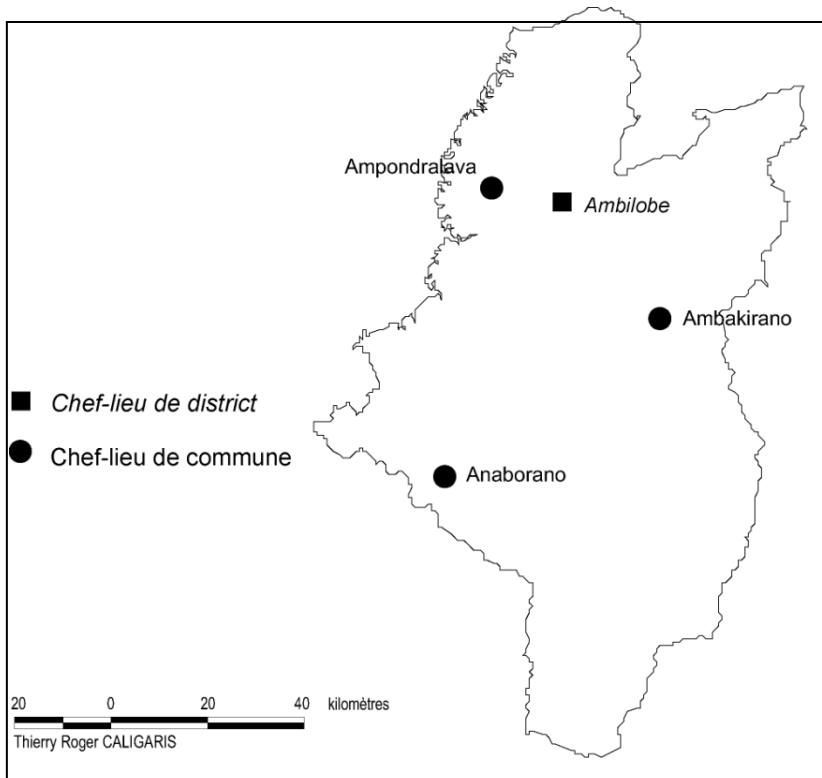 Ampondralava
Ambilobe
Ambakirano
Chef-lieu de district
Chef-lieu de commune
Anaborano
20 0 20 40 kilomètres
Thierry Roger CALIGARIS